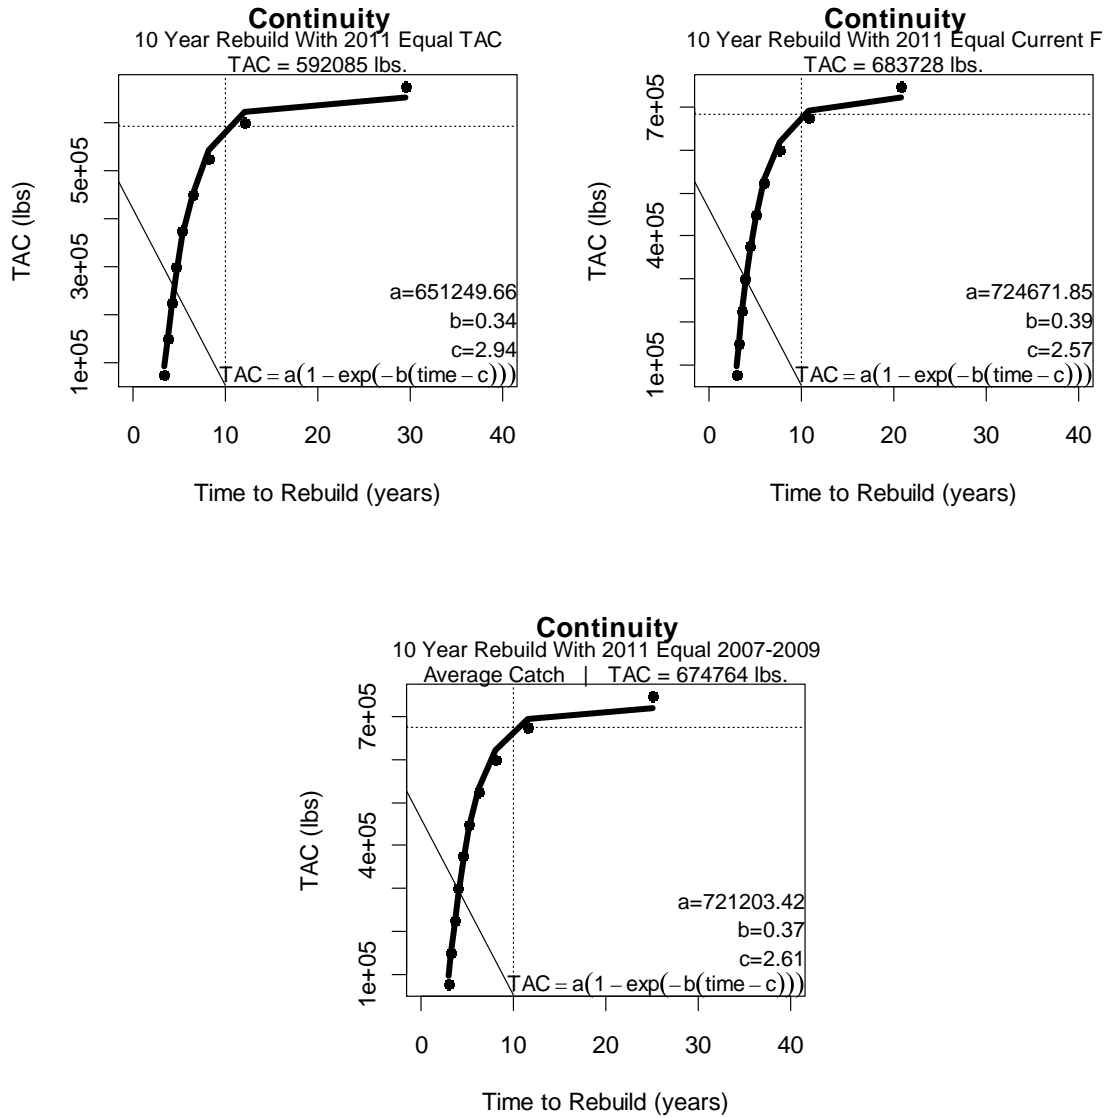 Continuity
10 Year Rebuild With 2011 Equal TAC
TAC = 592085 lbs.
TAC (lbs)
5e+05
3e+05
1e+05
a=651249.66
b=0.34
c=2.94
TAC = a(1 − exp(−b(time − c)))
0 10 20 30 40
Time to Rebuild (years)
Continuity
10 Year Rebuild With 2011 Equal Current F
TAC = 683728 lbs.
TAC (lbs)
7e+05
4e+05
1e+05
a=724671.85
b=0.39
c=2.57
TAC = a(1 − exp(−b(time − c)))
0 10 20 30 40
Time to Rebuild (years)
Continuity
10 Year Rebuild With 2011 Equal 2007-2009
Average Catch | TAC = 674764 lbs.
TAC (lbs)
7e+05
4e+05
1e+05
a=721203.42
b=0.37
c=2.61
TAC = a(1 − exp(−b(time − c)))
0 10 20 30 40
Time to Rebuild (years)